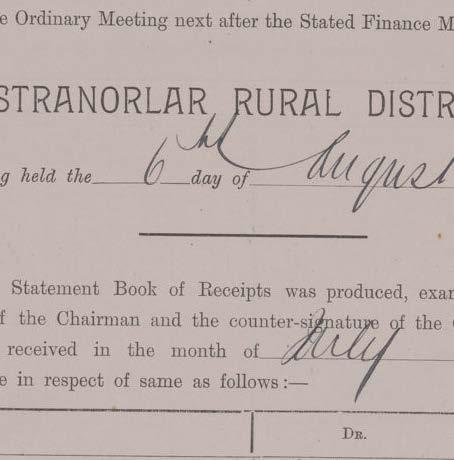 e Ordinary Meeting next after the Stated Finance M
STRANORLAR RURAL DISTR
g held the 6th day of August
Statement Book of Receipts was produced, exa
f the Chairman and the counter-signature of the
received in the month of July
e in respect of same as follows:—
Dr.